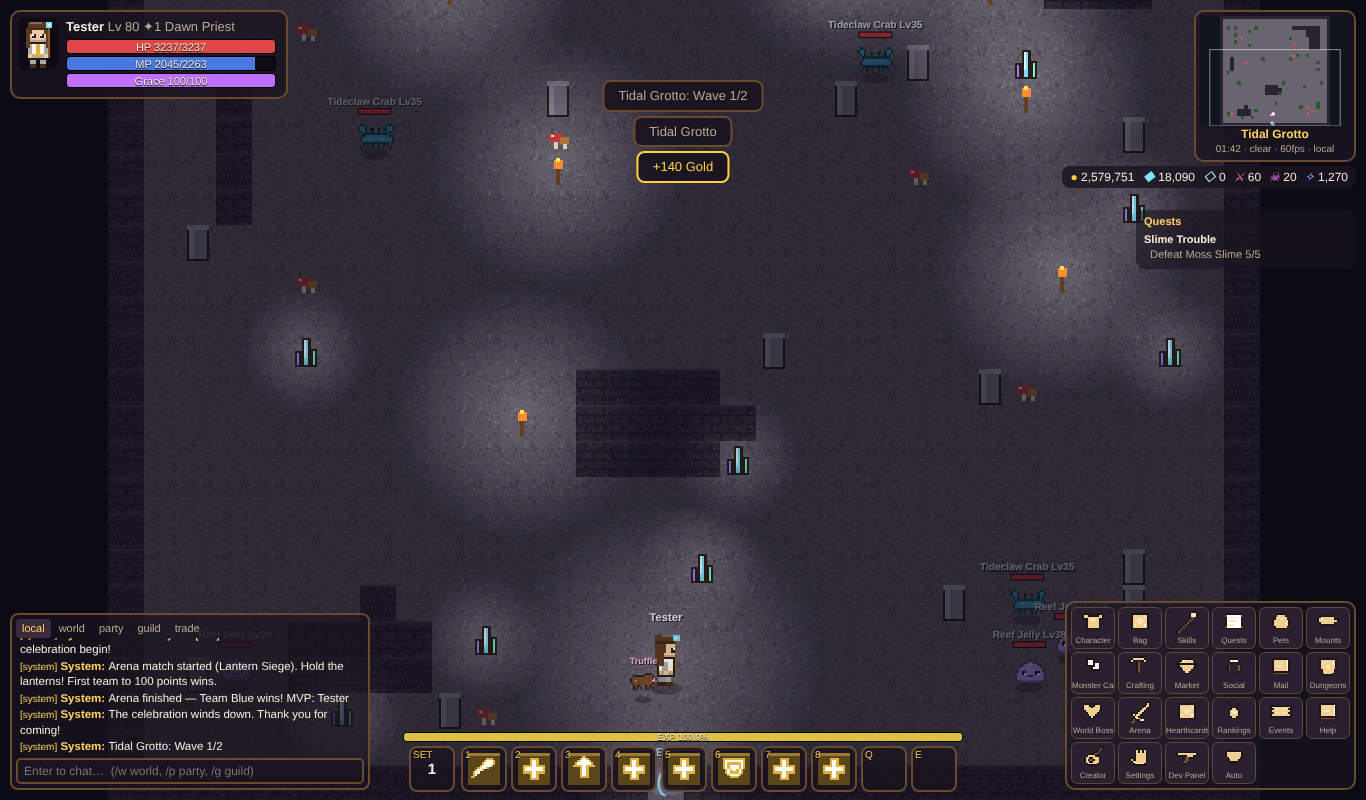 Tester Lv 80 ✦1 Dawn Priest
HP 3237/3237
MP 2045/2263
Grace 100/100
Tideclaw Crab Lv35
Tideclaw Crab Lv35
Tidal Grotto: Wave 1/2
Tidal Grotto
+140 Gold
Tidal Grotto
01:42 · clear · 60fps · local
2,579,751 18,090 0 60 20 1,270
Quests
Slime Trouble
Defeat Moss Slime 5/5
Tideclaw Crab Lv35
Reef Jelly Lv38
Tester
Truffle
local world party guild trade
Reef Jelly Lv38
celebration begin!
[system] System: Arena match started (Lantern Siege). Hold the
lanterns! First team to 100 points wins.
[system] System: Arena finished — Team Blue wins! MVP: Tester
[system] System: The celebration winds down. Thank you for
coming!
[system] System: Tidal Grotto: Wave 1/2
Enter to chat… (/w world, /p party, /g guild)
EXP 100.0%
SET
1
1 2 3 4 5 6 7 8 Q E
Character Bag Skills Quests Pets Mounts
Monster Ca Crafting Market Social Mail Dungeons
World Boss Arena Hearthcards Rankings Events Help
Creator Settings Dev Panel Auto